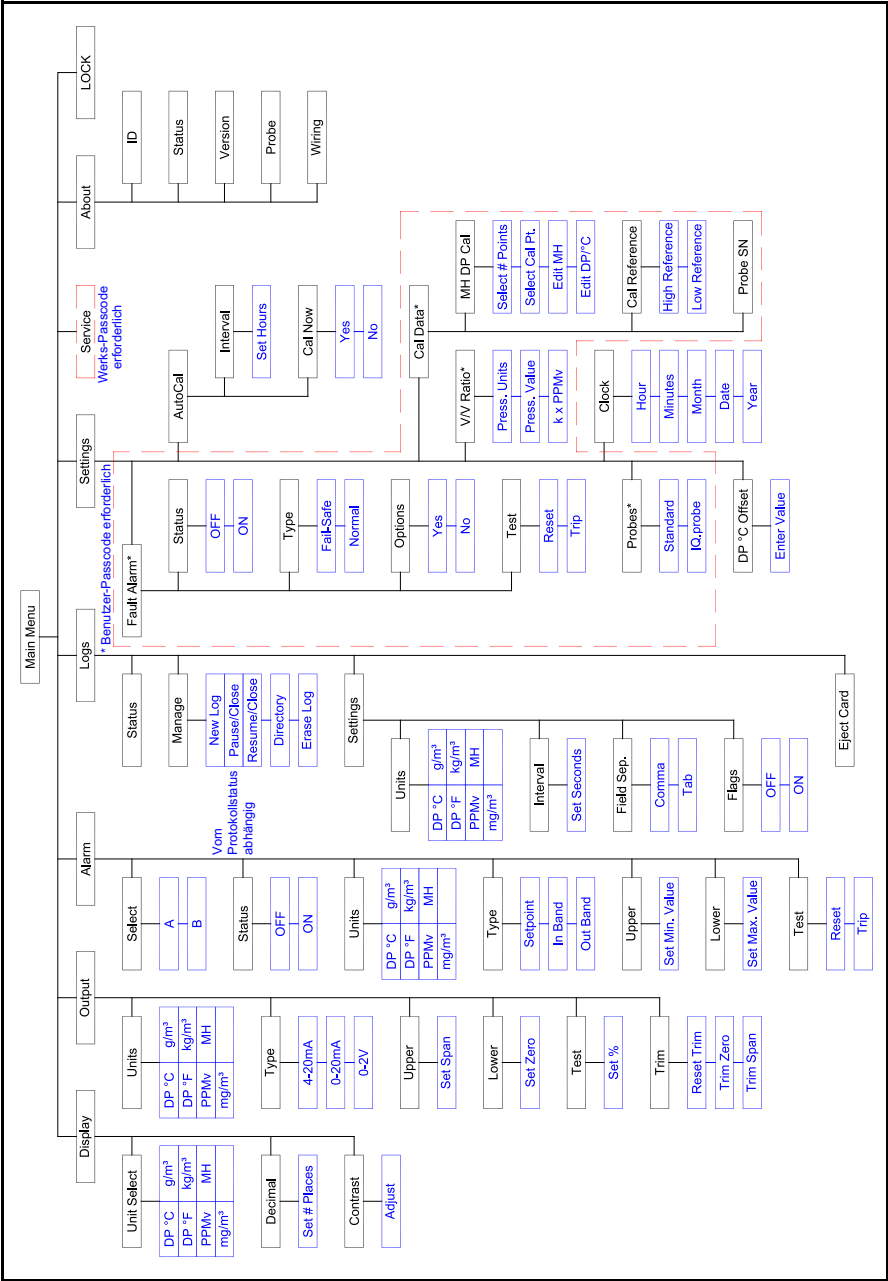 Main Menu
Display
Unit Select
DP °C g/m³
DP °F kg/m³
PPMv MH
mg/m³
Decimal
Set # Places
Contrast
Adjust
Output
Units
DP °C g/m³
DP °F kg/m³
PPMv MH
mg/m³
Type
4-20mA
0-20mA
0-2V
Upper
Set Span
Lower
Set Zero
Test
Set %
Trim
Reset Trim
Trim Zero
Trim Span
Alarm
Select
A
B
Status
OFF
ON
Units
DP °C g/m³
DP °F kg/m³
PPMv MH
mg/m³
Type
Setpoint
In Band
Out Band
Upper
Set Min. Value
Lower
Set Max. Value
Test
Reset
Trip
Logs
Status
Manage
New Log
Pause/Close
Resume/Close
Directory
Erase Log
Vom
Protokollstatus
abhängig
Settings
Units
DP °C g/m³
DP °F kg/m³
PPMv MH
mg/m³
Interval
Set Seconds
Field Sep.
Comma
Tab
Flags
OFF
ON
Eject Card
Settings
* Benutzer-Passcode erforderlich
Fault Alarm*
Status
OFF
ON
Type
Fail-Safe
Normal
Options
Yes
No
Test
Reset
Trip
AutoCal
Interval
Set Hours
Cal Now
Yes
No
Cal Data*
MH DP Cal
Select # Points
Select Cal Pt.
Edit MH
Edit DP/°C
Cal Reference
High Reference
Low Reference
Probe SN
V/V Ratio*
Press. Units
Press. Value
k x PPMv
Clock
Hour
Minutes
Month
Date
Year
Probes*
Standard
IQ.probe
DP °C Offset
Enter Value
Service
Werks-Passcode
erforderlich
About
ID
Status
Version
Probe
Wiring
LOCK